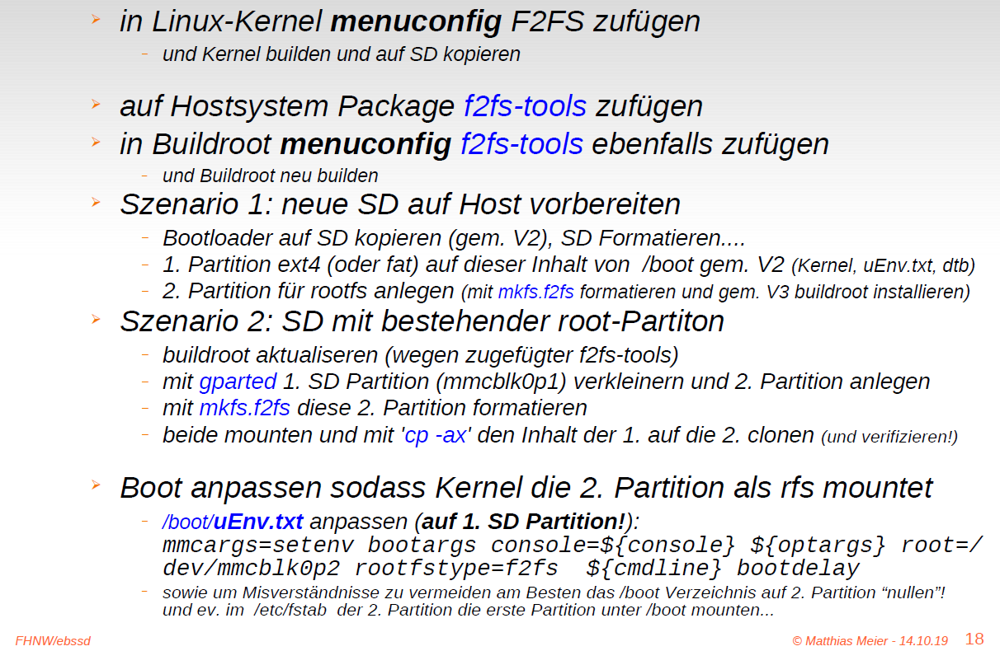 in Linux-Kernel menuconfig F2FS zufügen
– und Kernel builden und auf SD kopieren
auf Hostsystem Package f2fs-tools zufügen
in Buildroot menuconfig f2fs-tools ebenfalls zufügen
– und Buildroot neu builden
Szenario 1: neue SD auf Host vorbereiten
– Bootloader auf SD kopieren (gem. V2), SD Formatieren....
– 1. Partition ext4 (oder fat) auf dieser Inhalt von /boot gem. V2 (Kernel, uEnv.txt, dtb)
– 2. Partition für rootfs anlegen (mit mkfs.f2fs formatieren und gem. V3 buildroot installieren)
Szenario 2: SD mit bestehender root-Partiton
– buildroot aktualiseren (wegen zugefügter f2fs-tools)
– mit gparted 1. SD Partition (mmcblk0p1) verkleinern und 2. Partition anlegen
– mit mkfs.f2fs diese 2. Partition formatieren
– beide mounten und mit 'cp -ax' den Inhalt der 1. auf die 2. clonen (und verifizieren!)
Boot anpassen sodass Kernel die 2. Partition als rfs mountet
– /boot/uEnv.txt anpassen (auf 1. SD Partition!):
mmcargs=setenv bootargs console=${console} ${optargs} root=/
dev/mmcblk0p2 rootfstype=f2fs ${cmdline} bootdelay
– sowie um Misverständnisse zu vermeiden am Besten das /boot Verzeichnis auf 2. Partition “nullen”!
und ev. im /etc/fstab der 2. Partition die erste Partition unter /boot mounten...
FHNW/ebssd
© Matthias Meier - 14.10.19 18